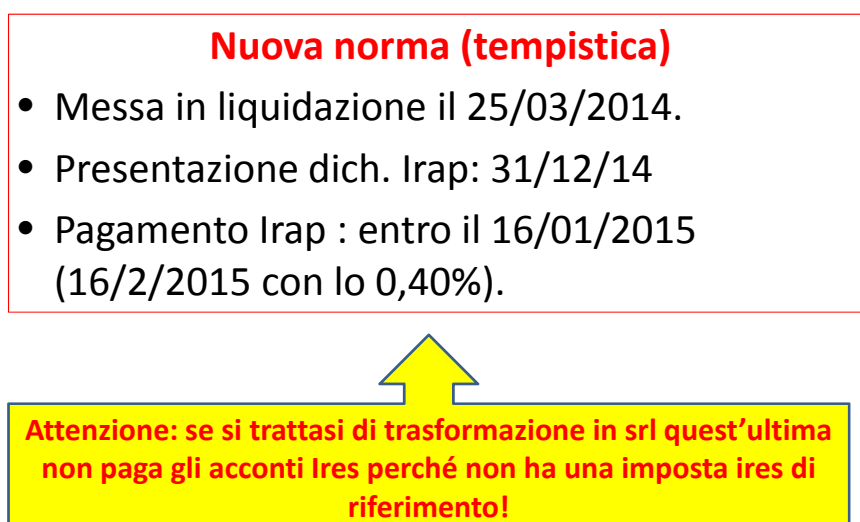 Nuova norma (tempistica)
• Messa in liquidazione il 25/03/2014.
• Presentazione dich. Irap: 31/12/14
• Pagamento Irap : entro il 16/01/2015
(16/2/2015 con lo 0,40%).
Attenzione: se si trattasi di trasformazione in srl quest’ultima
non paga gli acconti Ires perché non ha una imposta ires di
riferimento!